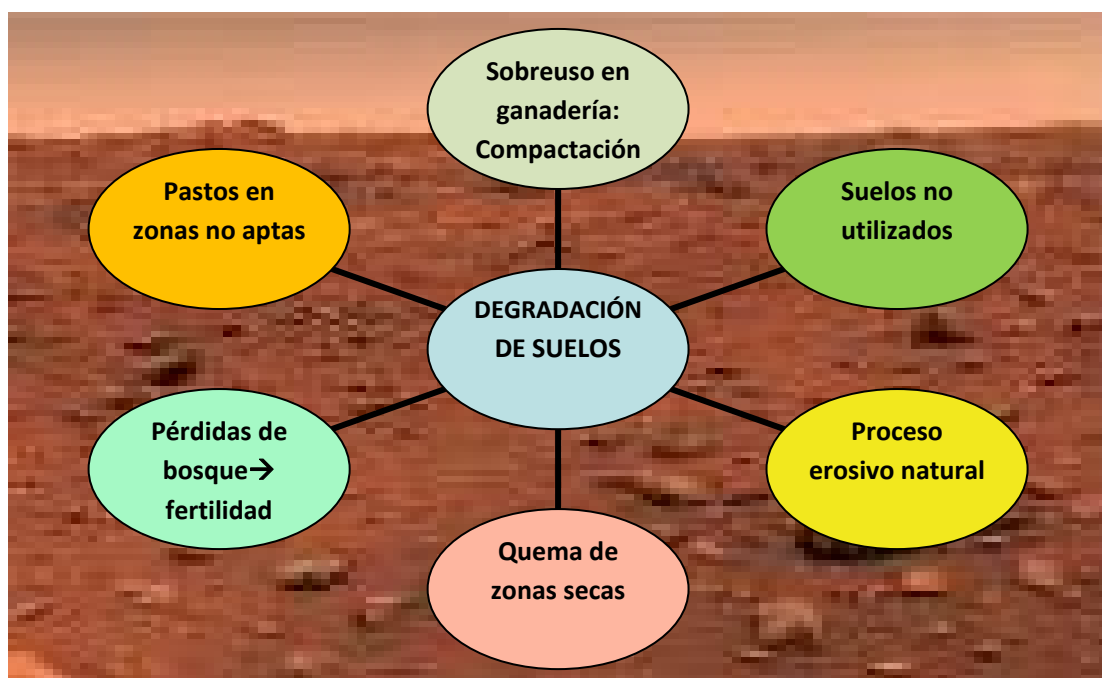 Sobreuso en
ganadería:
Compactación
Pastos en
zonas no aptas
Suelos no
utilizados
DEGRADACIÓN
DE SUELOS
Pérdidas de
bosque→
fertilidad
Proceso
erosivo natural
Quema de
zonas secas